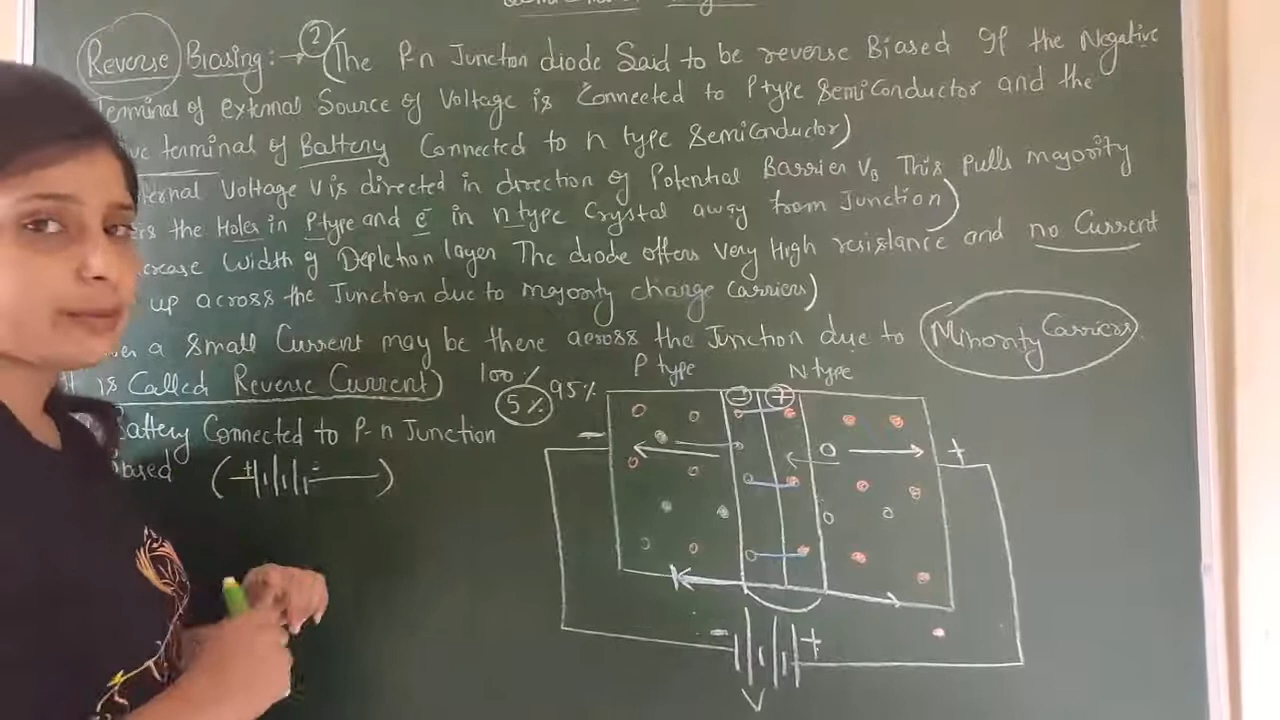 Reverse Biasing :→ 2 (The P-n Junction diode Said to be reverse Biased If the Negative
Terminal of external Source of Voltage is Connected to P type SemiConductor and the
ive terminal of Battery Connected to n type SemiConductor)
ternal Voltage V is directed in direction of Potential Barrier VB This pulls majority
ers the Holes in P type and e- in n type Crystal away from Junction)
crease Width of Depletion layer The diode offers very High resistance and no Current
up across the Junction due to majority charge Carriers)
er a Small Current may be there across the Junction due to Minority Carriers
t is Called Reverse Current)
100%
5% 95%
P type N type
- +
Battery Connected to P-n Junction
biased (+ -)
- +
- +
V